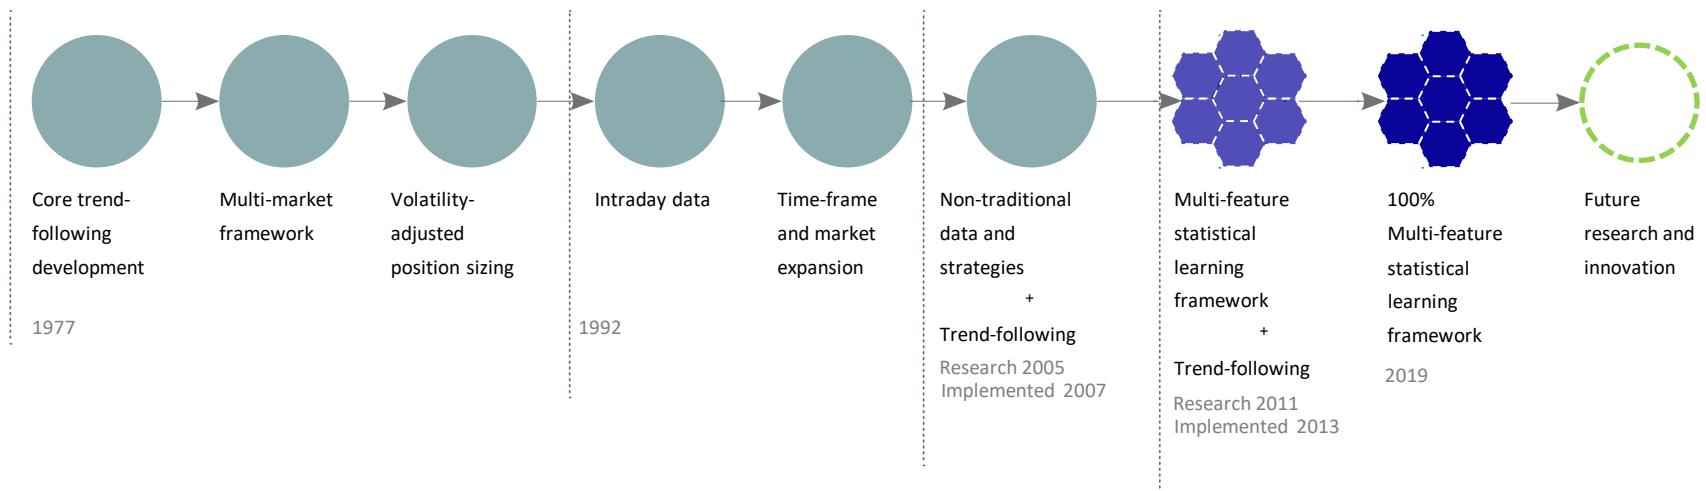 Core trend-
following
development
1977
Multi-market
framework
Volatility-
adjusted
position sizing
Intraday data
1992
Time-frame
and market
expansion
Non-traditional
data and
strategies
+
Trend-following
Research 2005
Implemented 2007
Multi-feature
statistical
learning
framework
+
Trend-following
Research 2011
Implemented 2013
100%
Multi-feature
statistical
learning
framework
2019
Future
research and
innovation